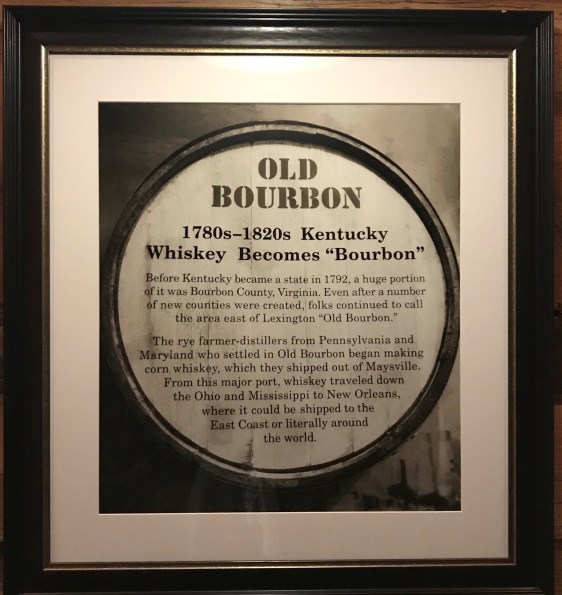 OLD
BOURBON
1780s–1820s Kentucky
Whiskey Becomes “Bourbon”
Before Kentucky became a state in 1792, a huge portion
of it was Bourbon County, Virginia. Even after a number
of new counties were created, folks continued to call
the area east of Lexington “Old Bourbon.”
The rye farmer-distillers from Pennsylvania and
Maryland who settled in Old Bourbon began making
corn whiskey, which they shipped out of Maysville.
From this major port, whiskey traveled down
the Ohio and Mississippi to New Orleans,
where it could be shipped to the
East Coast or literally around
the world.